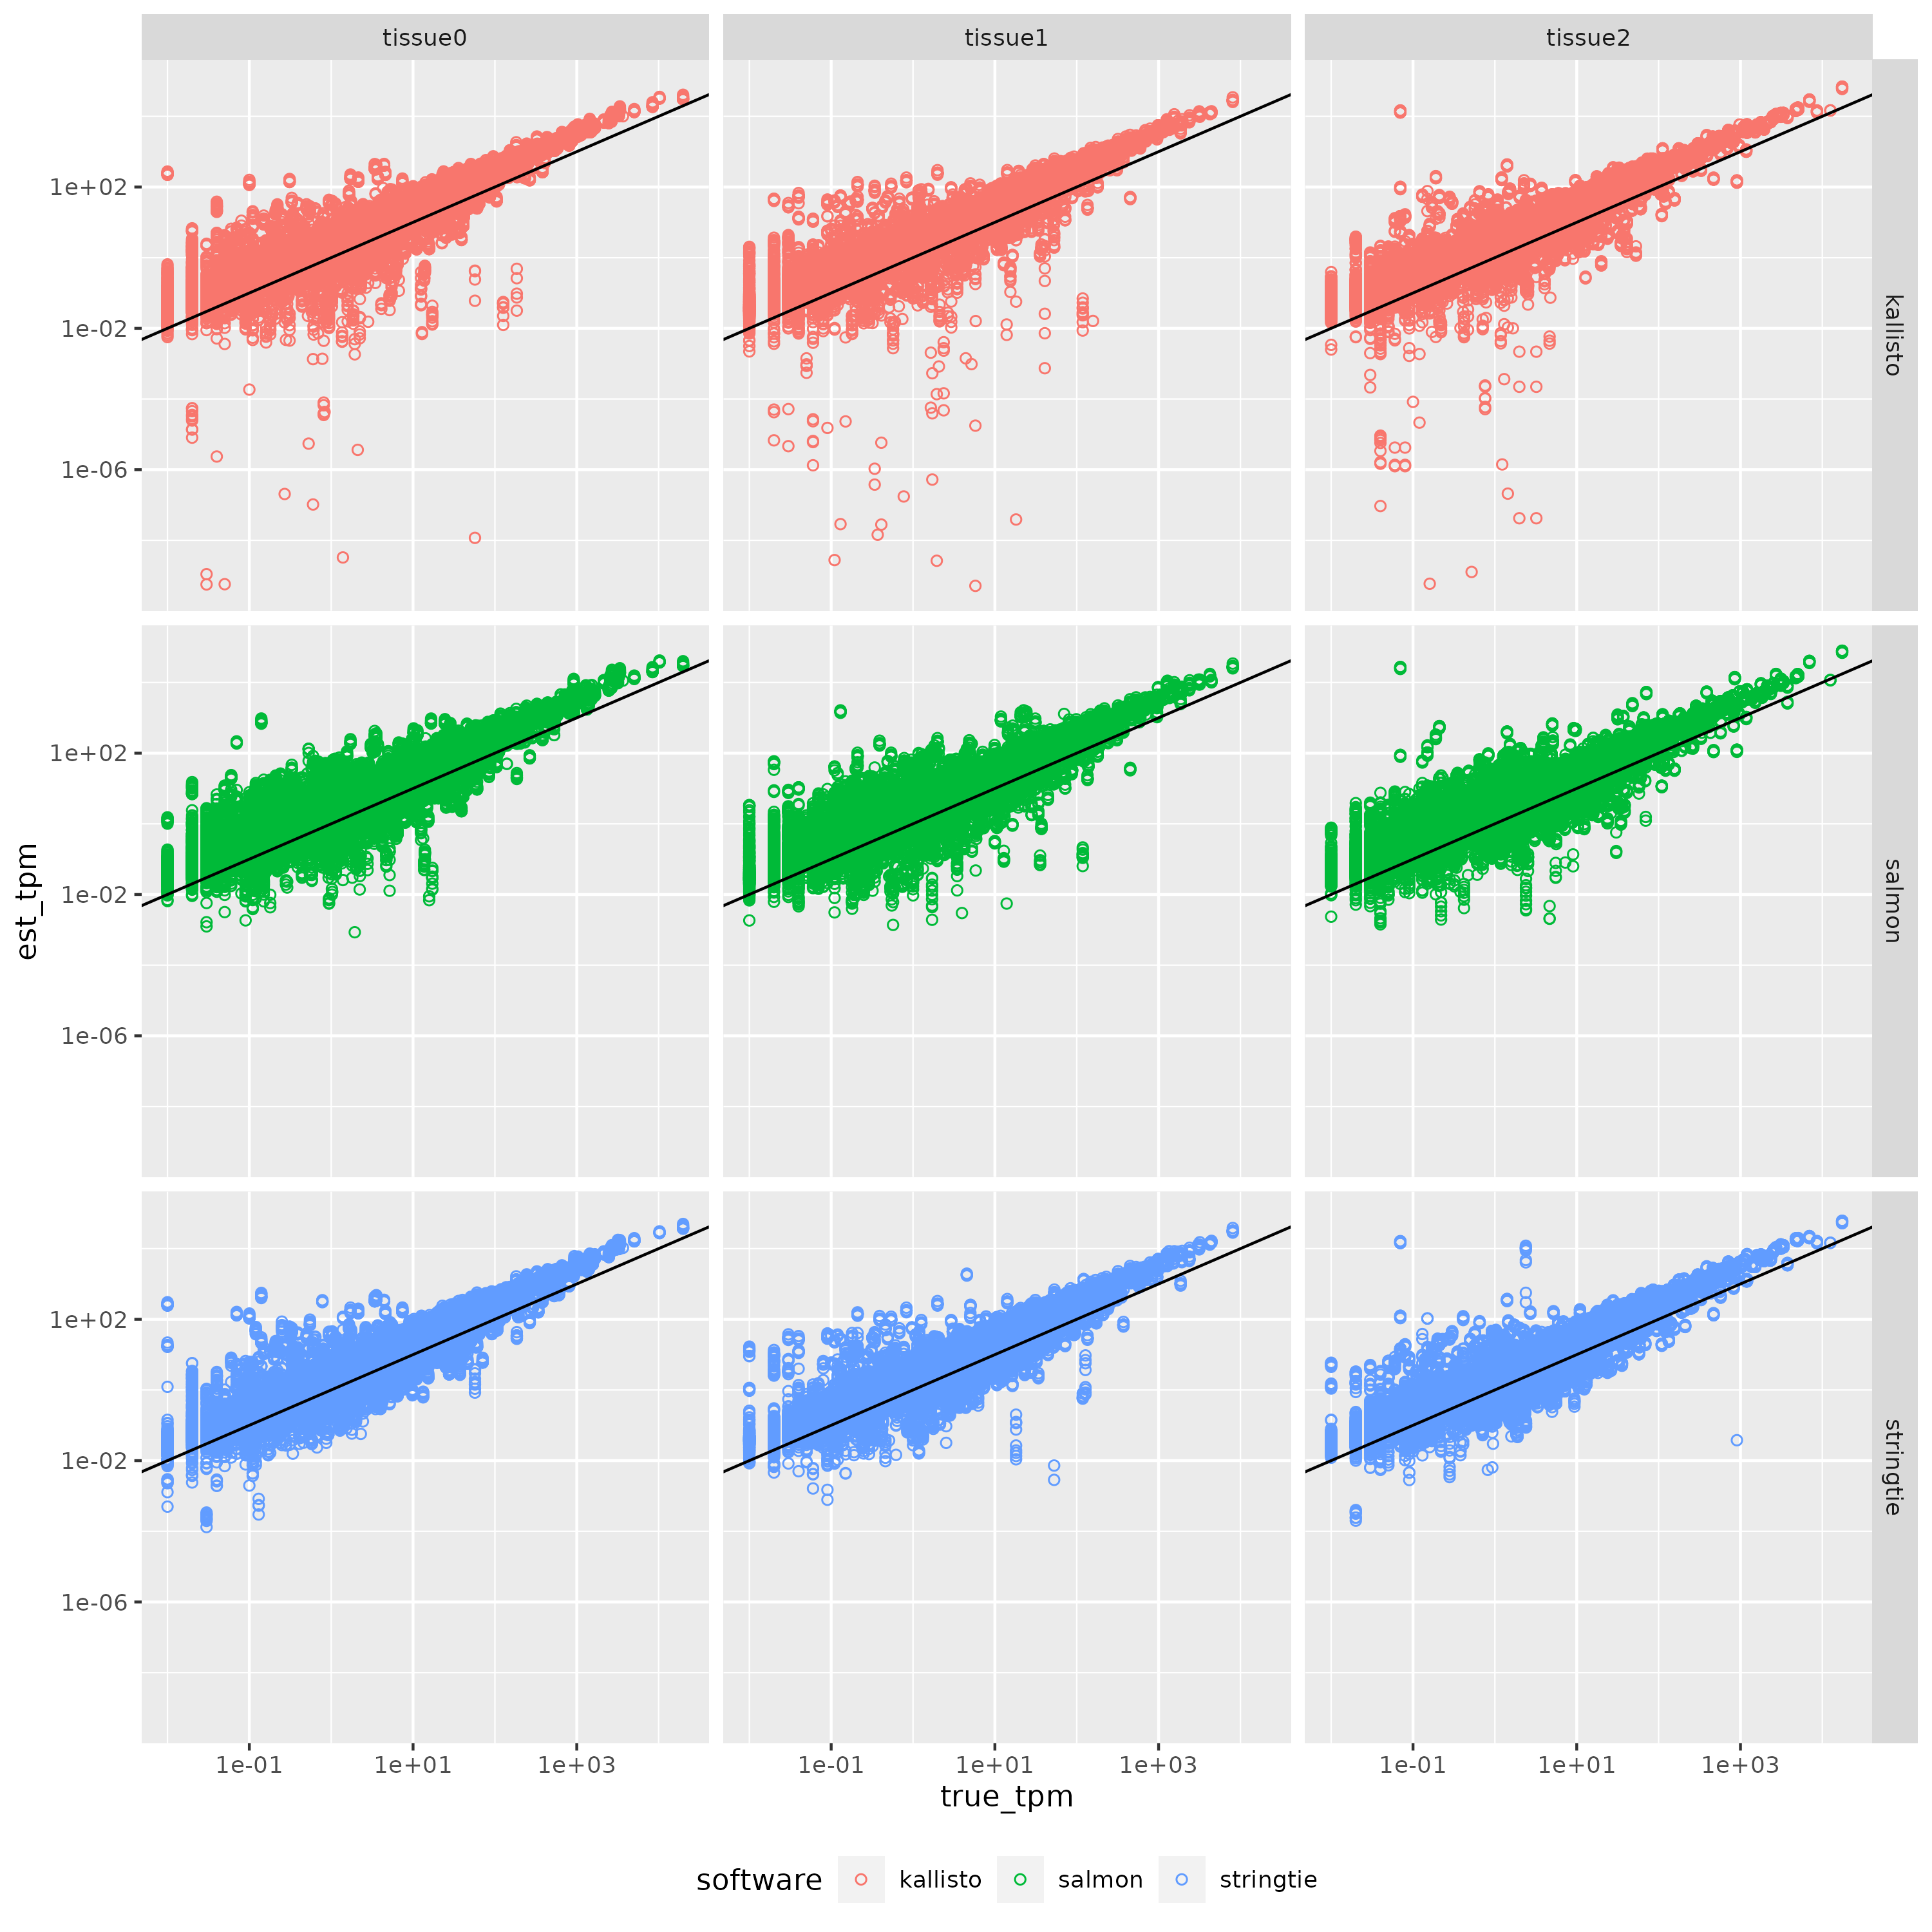 tissue0 tissue1 tissue2
1e+02
1e-02
1e-06
kallisto
1e+02
1e-02
1e-06
salmon
est_tpm
1e+02
1e-02
1e-06
stringtie
1e-01 1e+01 1e+03 1e-01 1e+01 1e+03 1e-01 1e+01 1e+03
true_tpm
software kallisto salmon stringtie